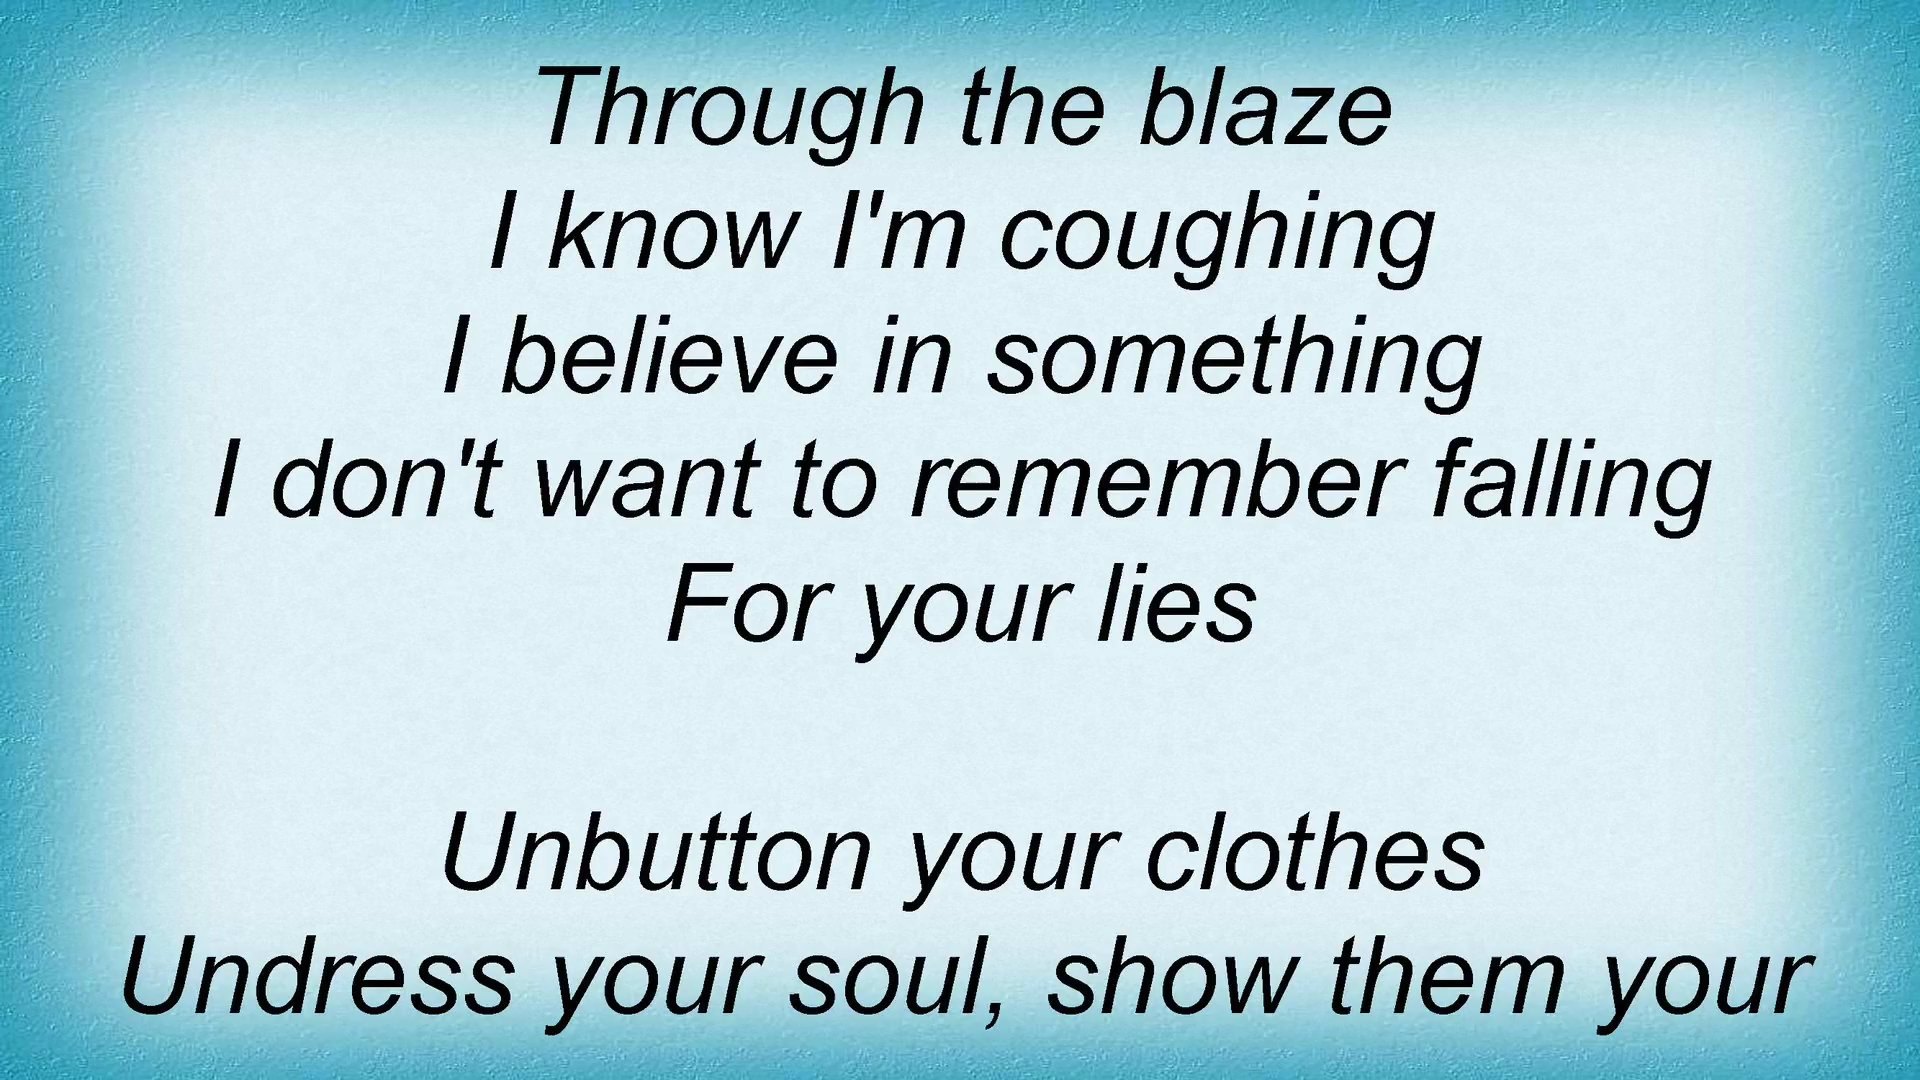 Through the blaze
I know I'm coughing
I believe in something
I don't want to remember falling
For your lies
Unbutton your clothes
Undress your soul, show them your